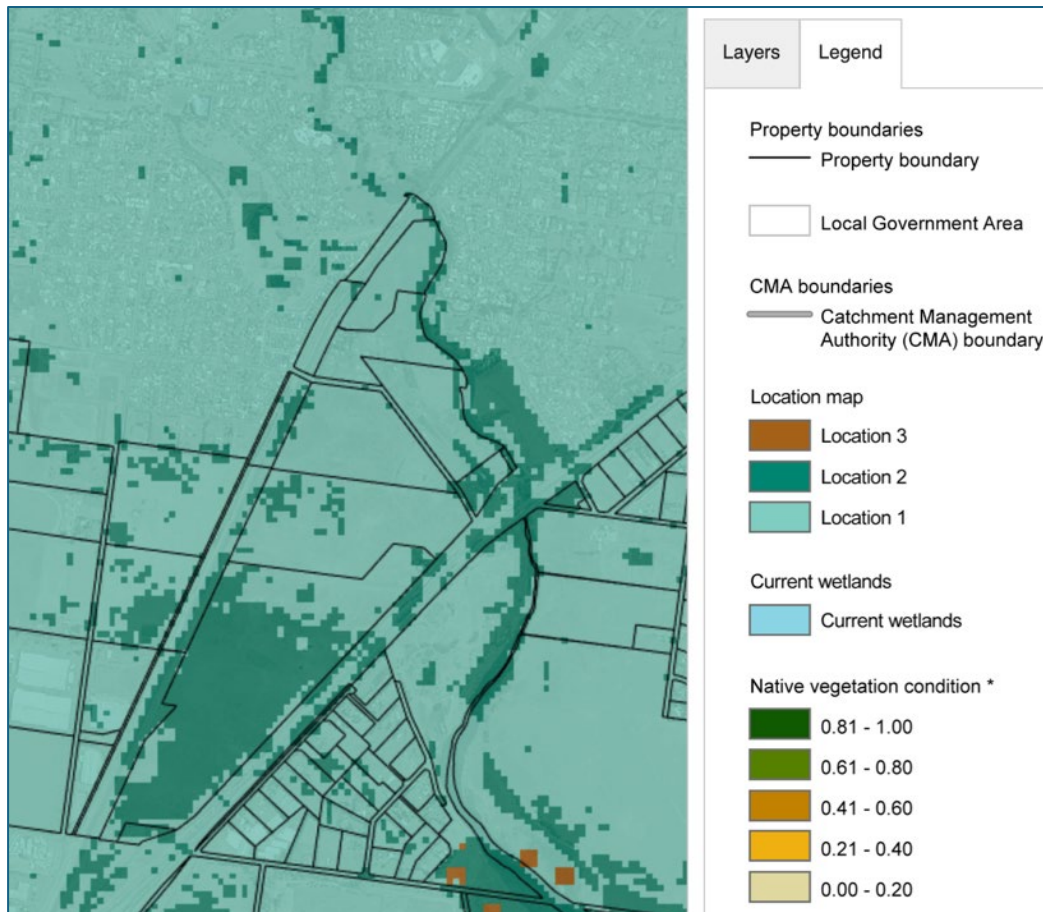 Layers
Legend
Property boundaries
Property boundary
Local Government Area
CMA boundaries
Catchment Management
Authority (CMA) boundary
Location map
Location 3
Location 2
Location 1
Current wetlands
Current wetlands
Native vegetation condition *
0.81 - 1.00
0.61 - 0.80
0.41 - 0.60
0.21 - 0.40
0.00 - 0.20